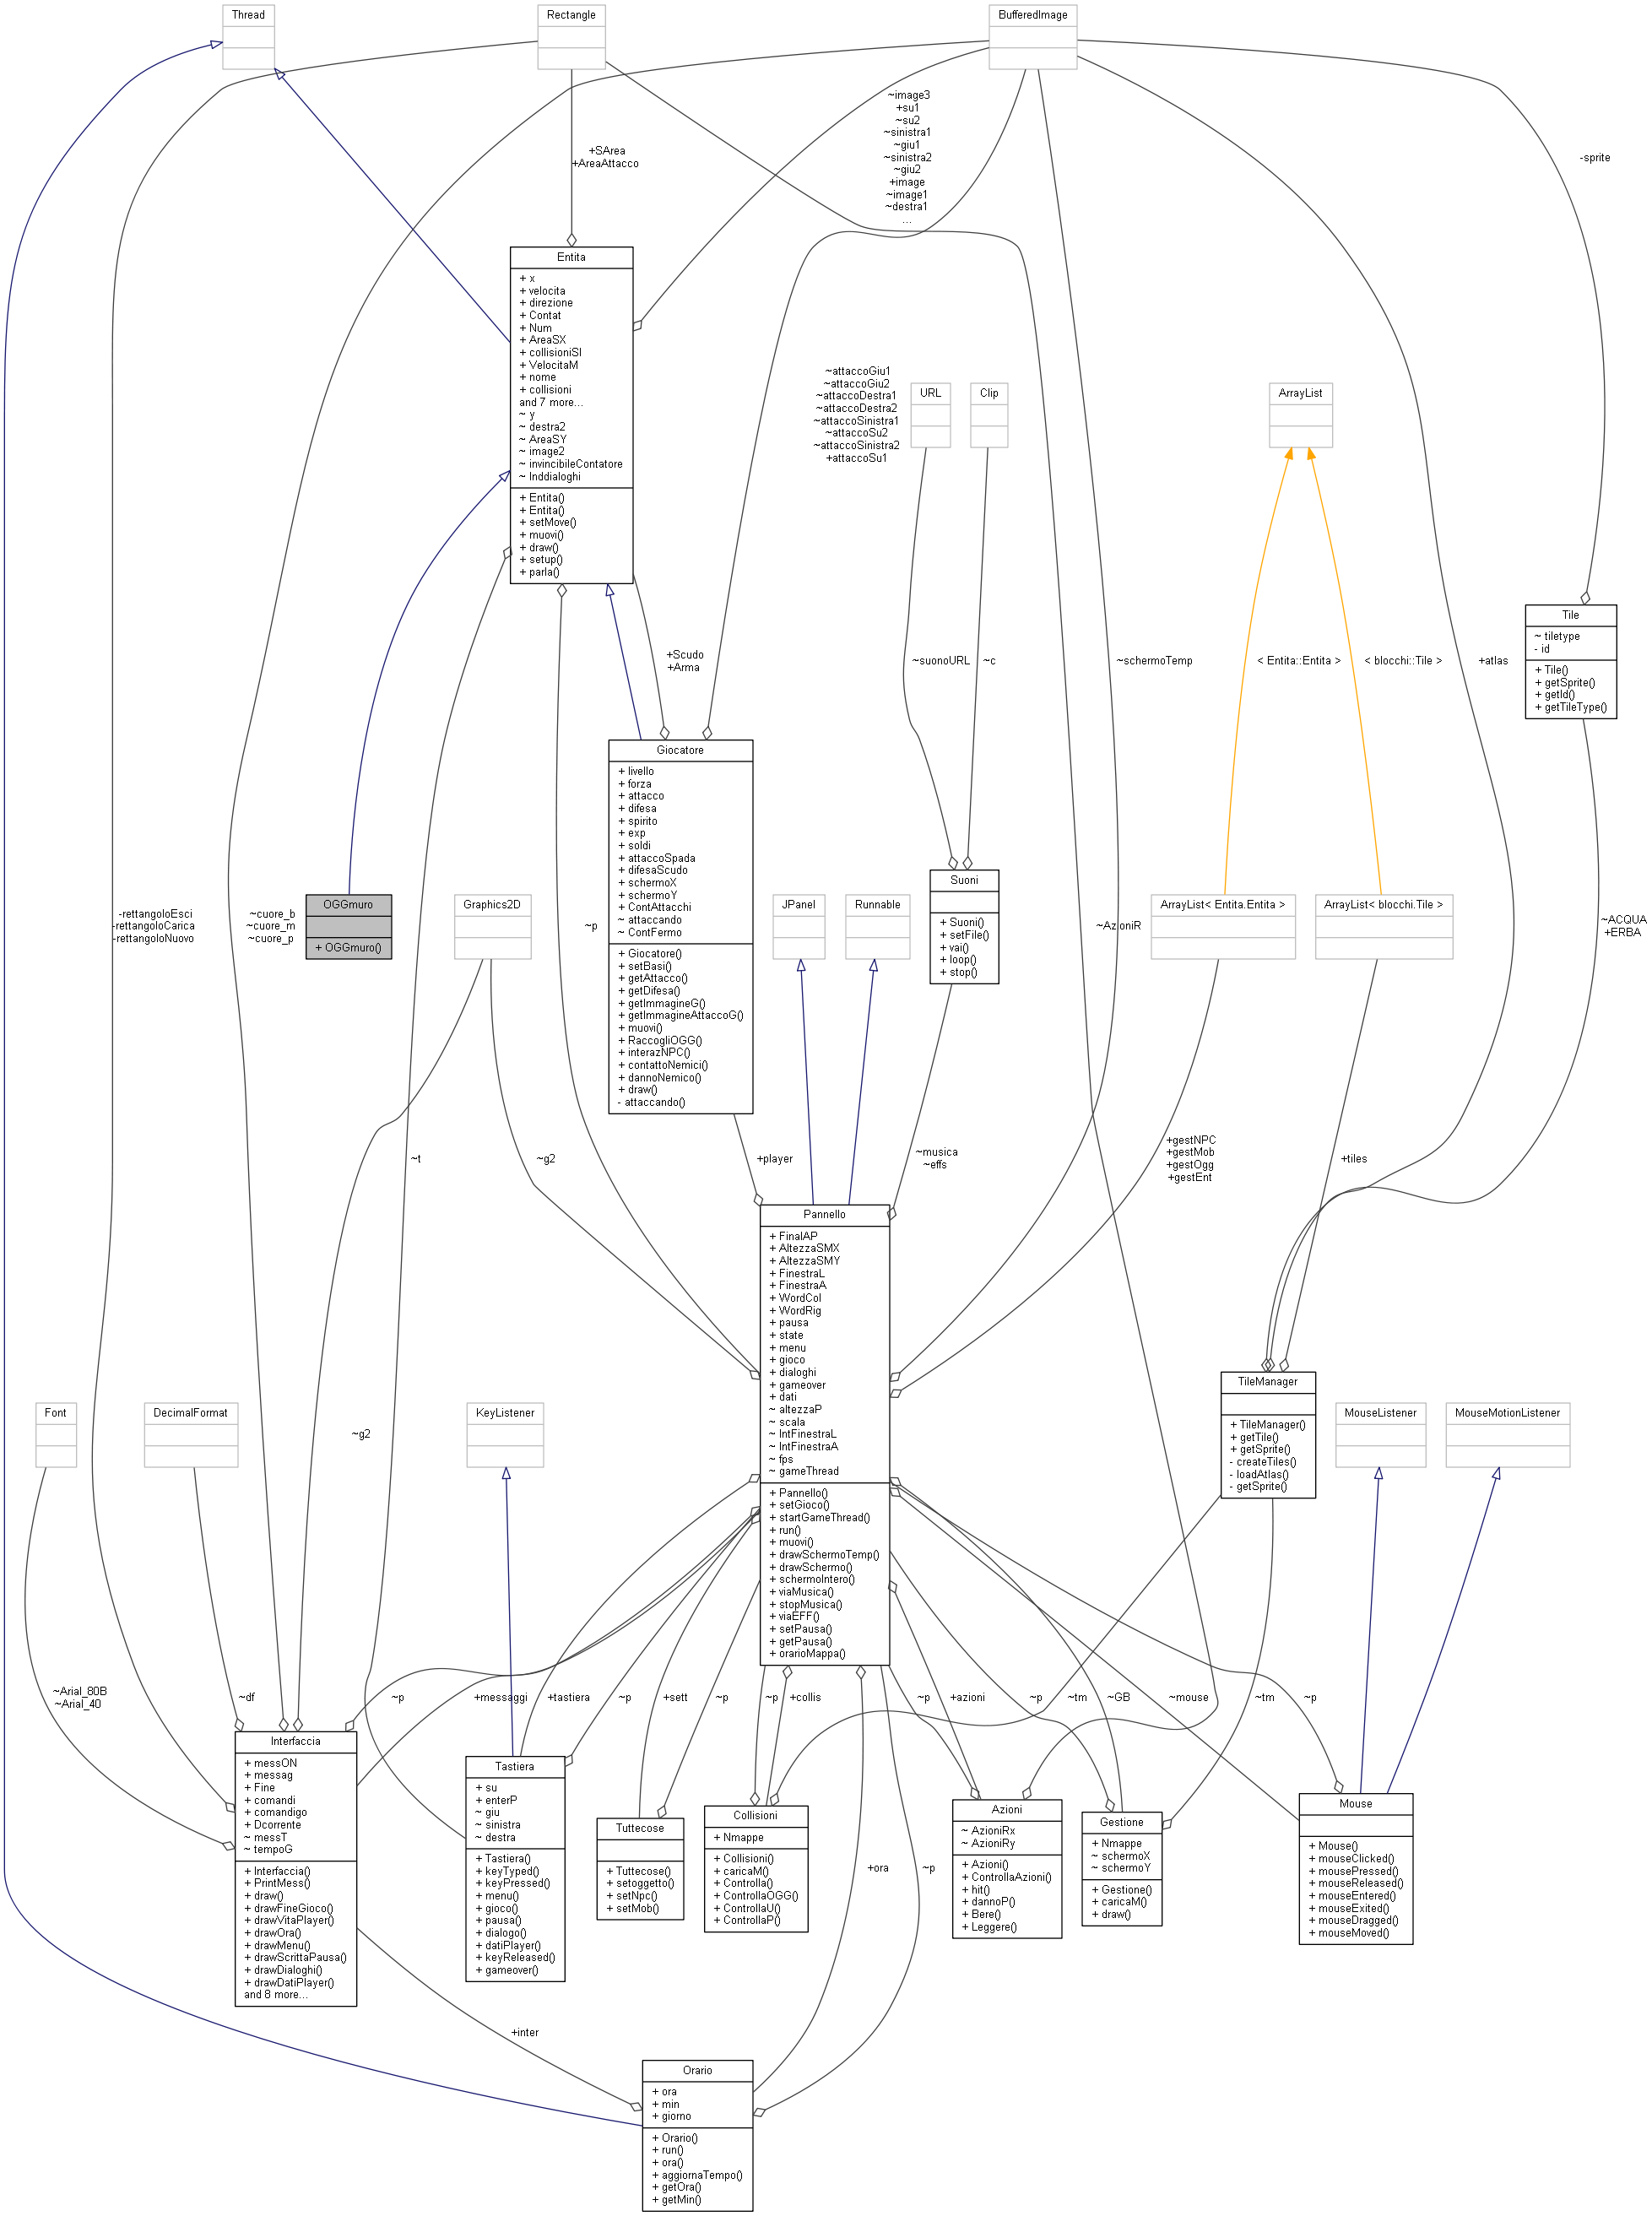 Thread
Rectangle
BufferedImage
~image3
+su1
~su2
~sinistra1
~giu1
~sinistra2
~giu2
+image
~image1
~destra1
...
+SArea
+AreaAttacco
-sprite
Entita
+ x
+ velocita
+ direzione
+ Contat
+ Num
+ AreaSX
+ collisioniSI
+ VelocitaM
+ nome
+ collisioni
and 7 more...
~ y
~ destra2
~ AreaSY
~ image2
~ invincibileContatore
~ Inddialoghi
+ Entita()
+ Entita()
+ setMove()
+ muovi()
+ draw()
+ setup()
+ parla()
~attaccoGiu1
~attaccoGiu2
~attaccoDestra1
~attaccoDestra2
~attaccoSinistra1
~attaccoSu2
~attaccoSinistra2
+attaccoSu1
URL
Clip
ArrayList
Tile
~ tiletype
- id
+ Tile()
+ getSprite()
+ getId()
+ getTileType()
+Scudo
+Arma
~suonoURL
~c
~schermoTemp
< Entita::Entita >
< blocchi::Tile >
+atlas
Giocatore
+ livello
+ forza
+ attacco
+ difesa
+ spirito
+ exp
+ soldi
+ attaccoSpada
+ difesaScudo
+ schermoX
+ schermoY
+ ContAttacchi
~ attaccando
~ ContFermo
+ Giocatore()
+ setBasi()
+ getAttacco()
+ getDifesa()
+ getImmagineG()
+ getImmagineAttaccoG()
+ muovi()
+ RaccogliOGG()
+ interazNPC()
+ contattoNemici()
+ dannoNemico()
+ draw()
- attaccando()
-rettangoloEsci
-rettangoloCarica
-rettangoloNuovo
~cuore_b
~cuore_m
~cuore_p
OGGmuro
+ OGGmuro()
Graphics2D
~p
JPanel
Runnable
Suoni
+ Suoni()
+ setFile()
+ vai()
+ loop()
+ stop()
~AzioniR
ArrayList< Entita.Entita >
ArrayList< blocchi.Tile >
~ACQUA
+ERBA
~t
~g2
+player
~musica
~effs
+gestNPC
+gestMob
+gestOgg
+gestEnt
+tiles
Pannello
+ FinalAP
+ AltezzaSMX
+ AltezzaSMY
+ FinestraL
+ FinestraA
+ WordCol
+ WordRig
+ pausa
+ state
+ menu
+ gioco
+ dialoghi
+ gameover
+ dati
~ altezzaP
~ scala
~ IntFinestraL
~ IntFinestraA
~ fps
~ gameThread
+ Pannello()
+ setGioco()
+ startGameThread()
+ run()
+ muovi()
+ drawSchermoTemp()
+ drawSchermo()
+ schermoIntero()
+ viaMusica()
+ stopMusica()
+ viaEFF()
+ setPausa()
+ getPausa()
+ orarioMappa()
Font
DecimalFormat
~g2
KeyListener
TileManager
+ TileManager()
+ getTile()
+ getSprite()
- createTiles()
- loadAtlas()
- getSprite()
MouseListener
MouseMotionListener
~Arial_80B
~Arial_40
~df
~p
+messaggi
+tastiera
~p
+sett
~p
~p
+collis
~p
+azioni
~p
~tm
~GB
~mouse
~tm
~p
Interfaccia
+ messON
+ messag
+ Fine
+ comandi
+ comandigo
+ Dcorrente
~ messT
~ tempoG
+ Interfaccia()
+ PrintMess()
+ draw()
+ drawFineGioco()
+ drawVitaPlayer()
+ drawOra()
+ drawMenu()
+ drawScrittaPausa()
+ drawDialoghi()
+ drawDatiPlayer()
and 8 more...
Tastiera
+ su
+ enterP
~ giu
~ sinistra
~ destra
+ Tastiera()
+ keyTyped()
+ keyPressed()
+ menu()
+ gioco()
+ pausa()
+ dialogo()
+ datiPlayer()
+ keyReleased()
+ gameover()
Tuttecose
+ Tuttecose()
+ setoggetto()
+ setNpc()
+ setMob()
Collisioni
+ Nmappe
+ Collisioni()
+ caricaM()
+ Controlla()
+ ControllaOGG()
+ ControllaU()
+ ControllaP()
Azioni
~ AzioniRx
~ AzioniRy
+ Azioni()
+ ControllaAzioni()
+ hit()
+ dannoP()
+ Bere()
+ Leggere()
Gestione
+ Nmappe
~ schermoX
~ schermoY
+ Gestione()
+ caricaM()
+ draw()
Mouse
+ Mouse()
+ mouseClicked()
+ mousePressed()
+ mouseReleased()
+ mouseEntered()
+ mouseExited()
+ mouseDragged()
+ mouseMoved()
+ora
~p
+inter
Orario
+ ora
+ min
+ giorno
+ Orario()
+ run()
+ ora()
+ aggiornaTempo()
+ getOra()
+ getMin()